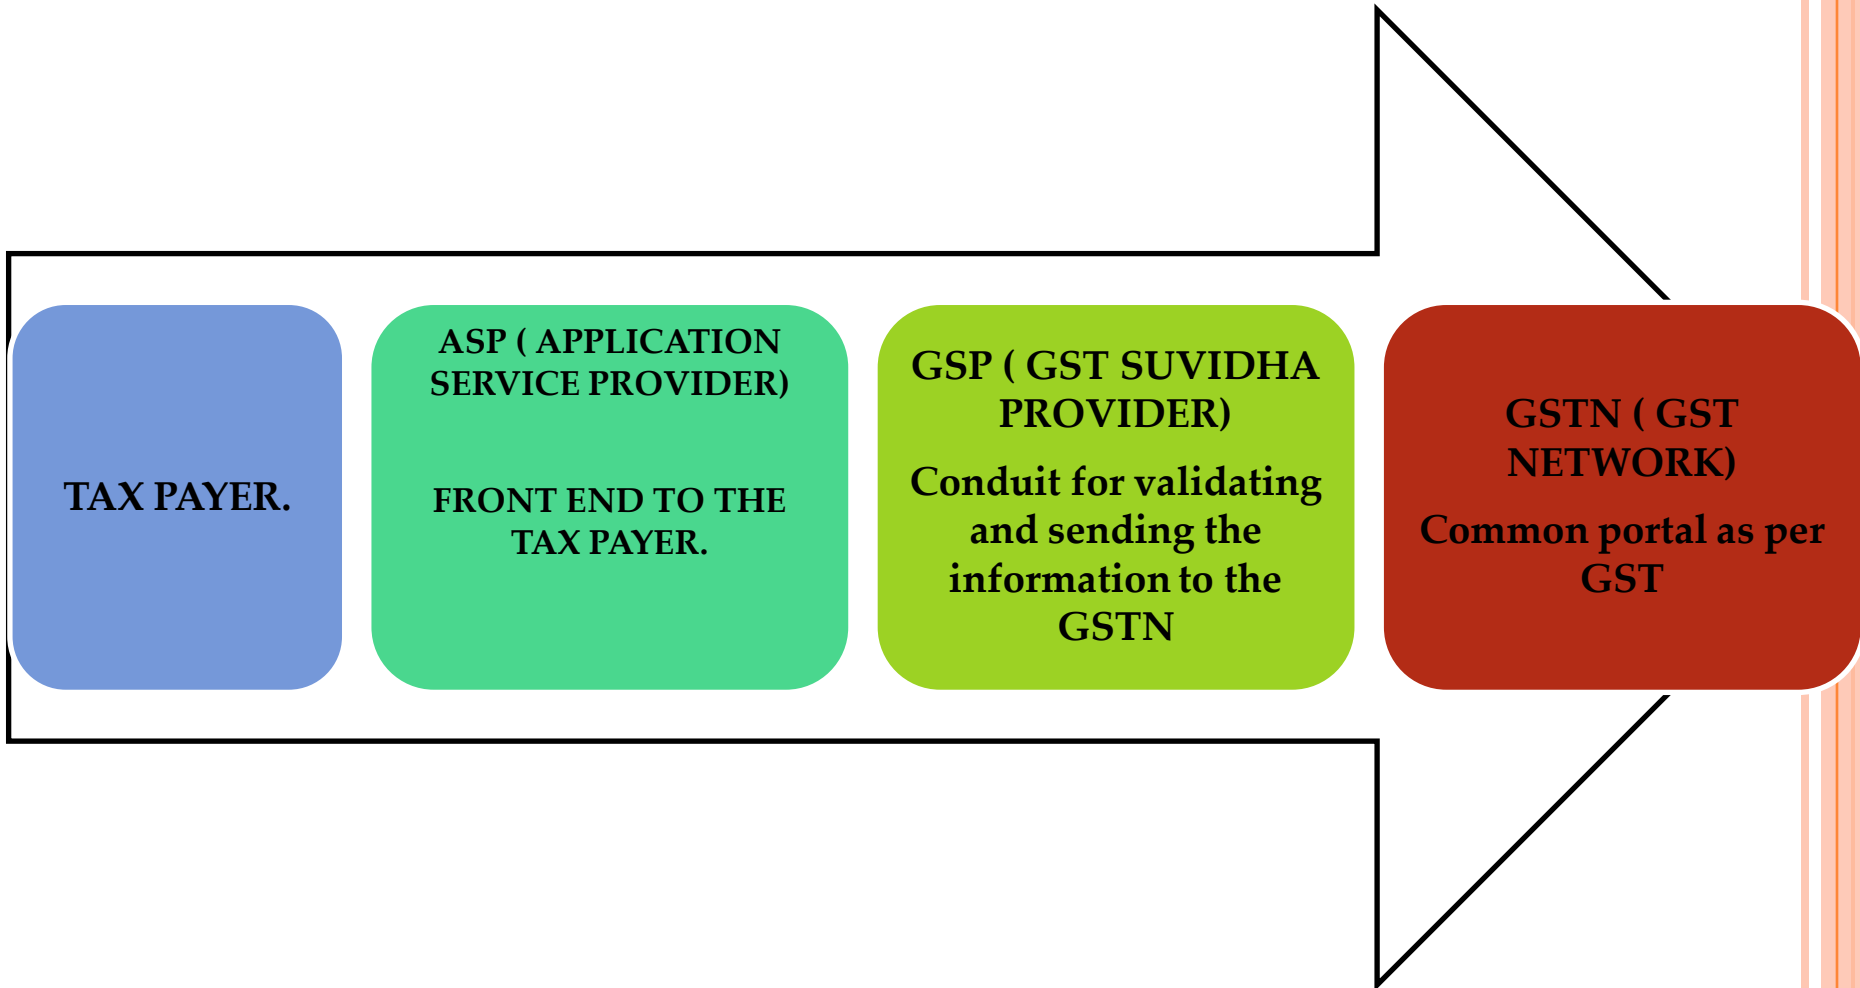 TAX PAYER.
ASP ( APPLICATION
SERVICE PROVIDER)
FRONT END TO THE
TAX PAYER.
GSP ( GST SUVIDHA
PROVIDER)
Conduit for validating
and sending the
information to the
GSTN
GSTN ( GST
NETWORK)
Common portal as per
GST